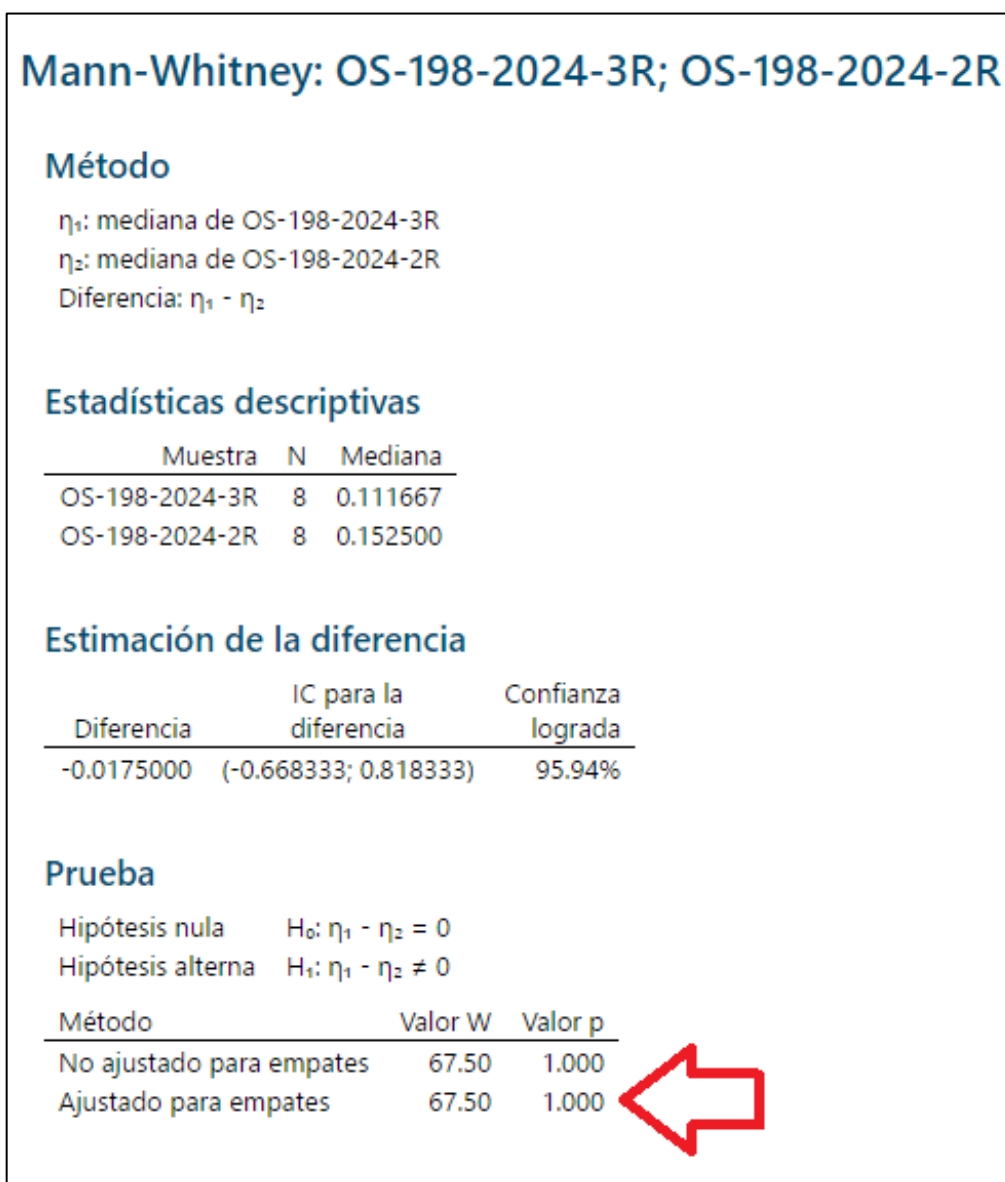 Mann-Whitney: OS-198-2024-3R; OS-198-2024-2R
Método
η₁: mediana de OS-198-2024-3R
η₂: mediana de OS-198-2024-2R
Diferencia: η₁ - η₂
Estadísticas descriptivas
Muestra N Mediana
OS-198-2024-3R 8 0.111667
OS-198-2024-2R 8 0.152500
Estimación de la diferencia
IC para la Confianza
Diferencia diferencia lograda
-0.0175000 (-0.668333; 0.818333) 95.94%
Prueba
Hipótesis nula H₀: η₁ - η₂ = 0
Hipótesis alterna H₁: η₁ - η₂ ≠ 0
Método Valor W Valor p
No ajustado para empates 67.50 1.000
Ajustado para empates 67.50 1.000